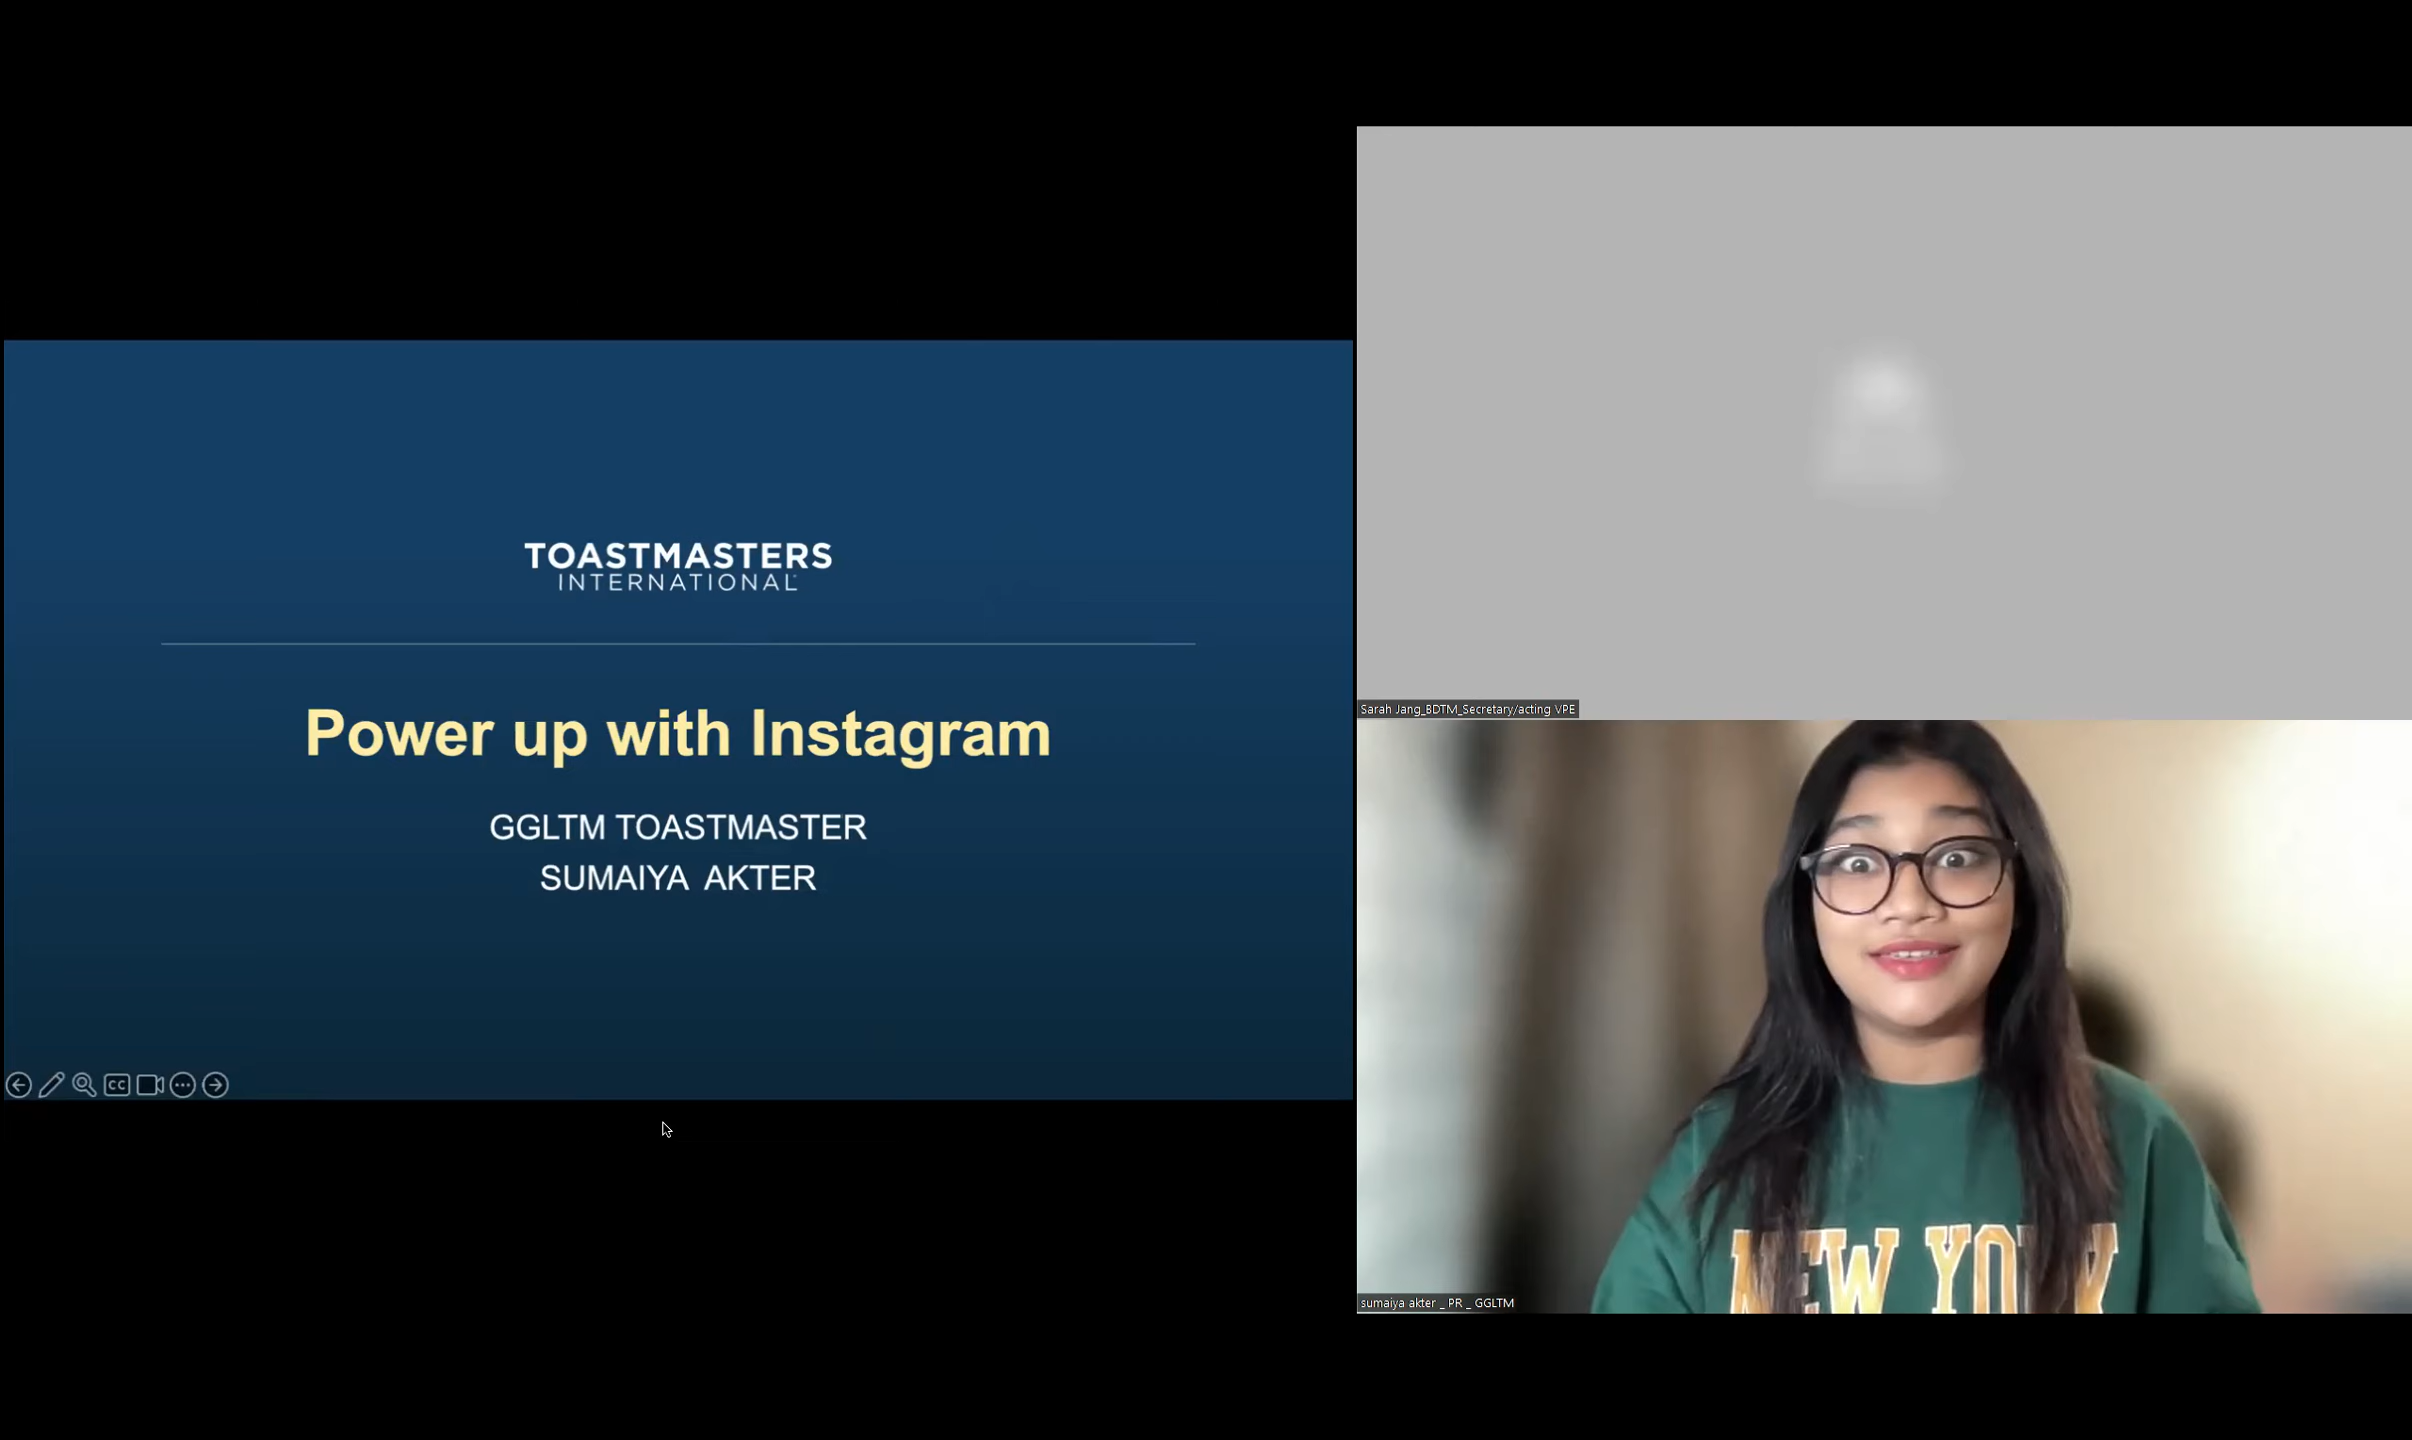 TOASTMASTERS
INTERNATIONAL
Power up with Instagram
GGLTM TOASTMASTER
SUMAIYA AKTER
CC
Sarah Jang_BDTM_Secretary/acting VPE
NEW YORK
sumaiya akter _ PR _ GGLTM